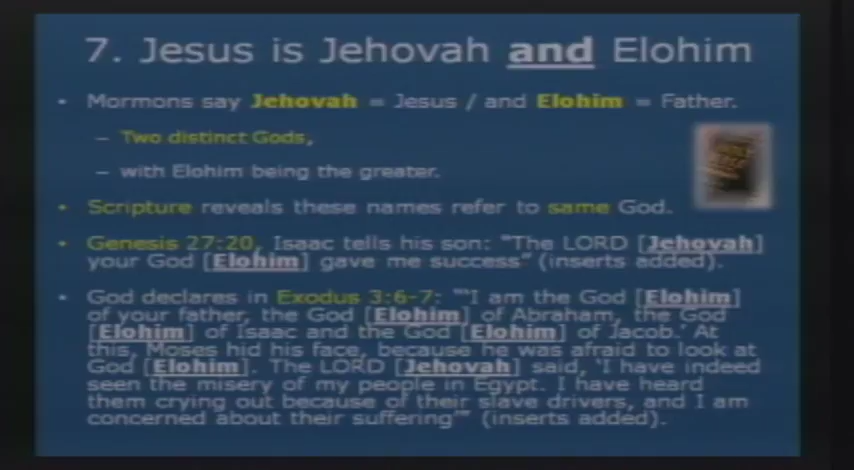 7. Jesus is Jehovah and Elohim
• Mormons say Jehovah = Jesus / and Elohim = Father.
– Two distinct Gods,
– with Elohim being the greater.
• Scripture reveals these names refer to same God.
• Genesis 27:20, Isaac tells his son: "The LORD [Jehovah]
your God [Elohim] gave me success" (inserts added).
• God declares in Exodus 3:6-7: "'I am the God [Elohim]
of your father, the God [Elohim] of Abraham, the God
[Elohim] of Isaac and the God [Elohim] of Jacob.' At
this, Moses hid his face, because he was afraid to look at
God [Elohim]. The LORD [Jehovah] said, 'I have indeed
seen the misery of my people in Egypt. I have heard
them crying out because of their slave drivers, and I am
concerned about their suffering'" (inserts added).